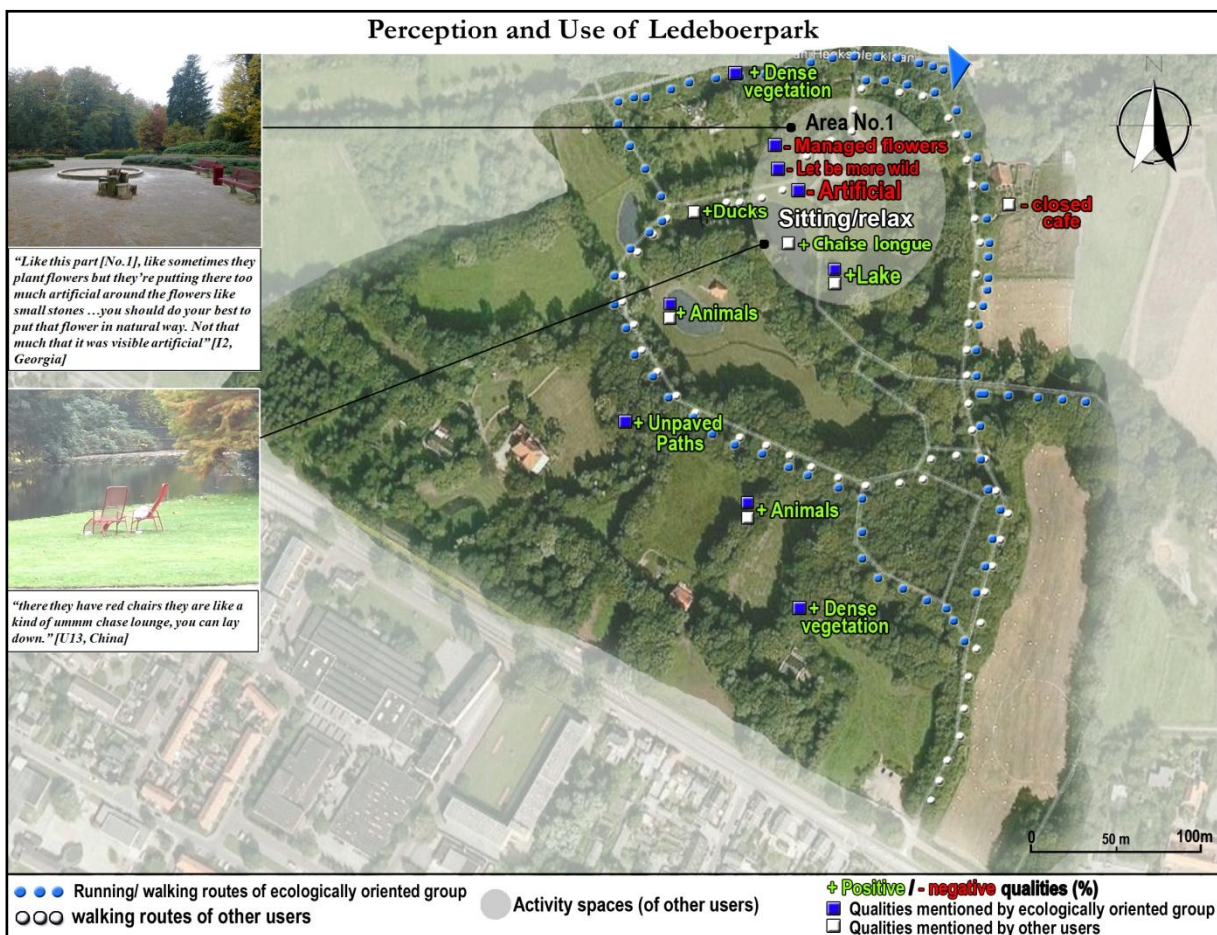 Perception and Use of Ledeboerpark
+ Dense
vegetation
N
Area No.1
- Managed flowers
- Let be more wild
- Artificial
- closed
cafe
+Ducks
Sitting/relax
+ Chaise longue
+Lake
+ Animals
+ Unpaved
Paths
+ Animals
+ Dense
vegetation
"Like this part [No.1], like sometimes they
plant flowers but they're putting there too
much artificial around the flowers like
small stones …you should do your best to
put that flower in natural way. Not that
much that it was visible artificial" [I2,
Georgia]
"there they have red chairs they are like a
kind of ummm chase lounge, you can lay
down." [U13, China]
0 50 m 100m
Running/ walking routes of ecologically oriented group
walking routes of other users
Activity spaces (of other users)
+ Positive / - negative qualities (%)
Qualities mentioned by ecologically oriented group
Qualities mentioned by other users